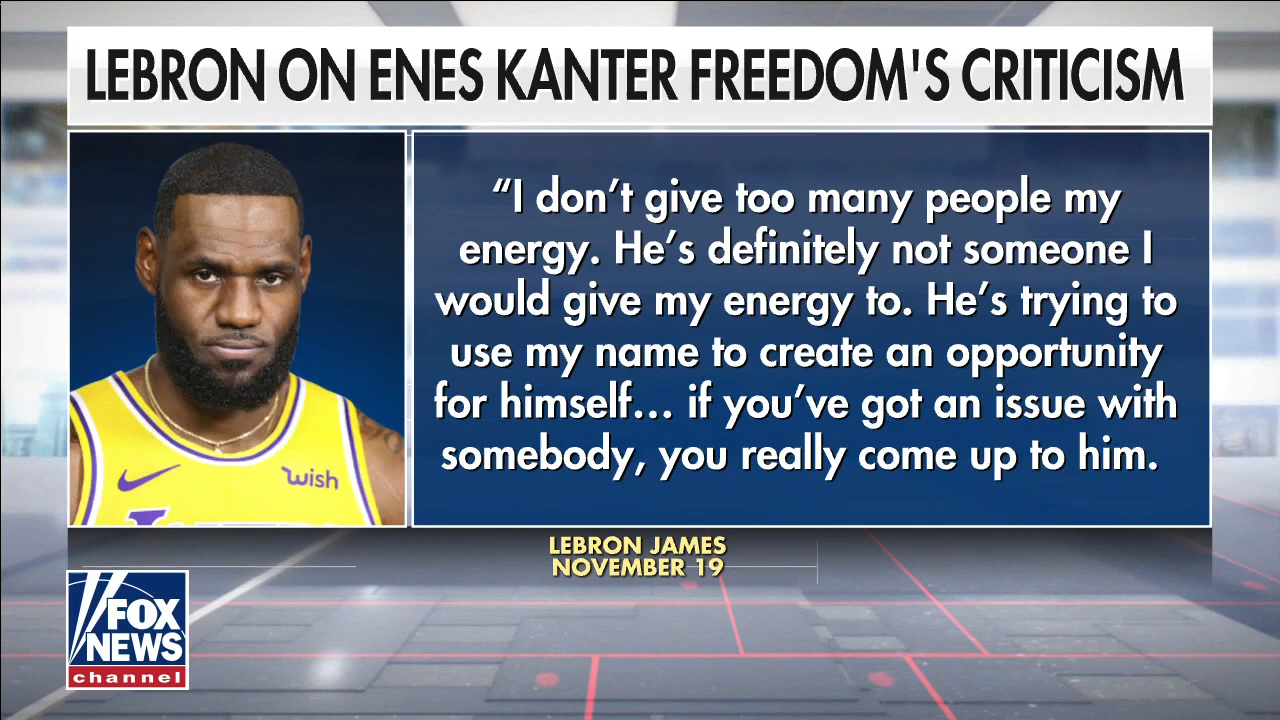 LEBRON ON ENES KANTER FREEDOM'S CRITICISM
“I don’t give too many people my
energy. He’s definitely not someone I
would give my energy to. He’s trying to
use my name to create an opportunity
for himself... if you’ve got an issue with
somebody, you really come up to him.
wish
LEBRON JAMES
NOVEMBER 19
FOX
NEWS
channel